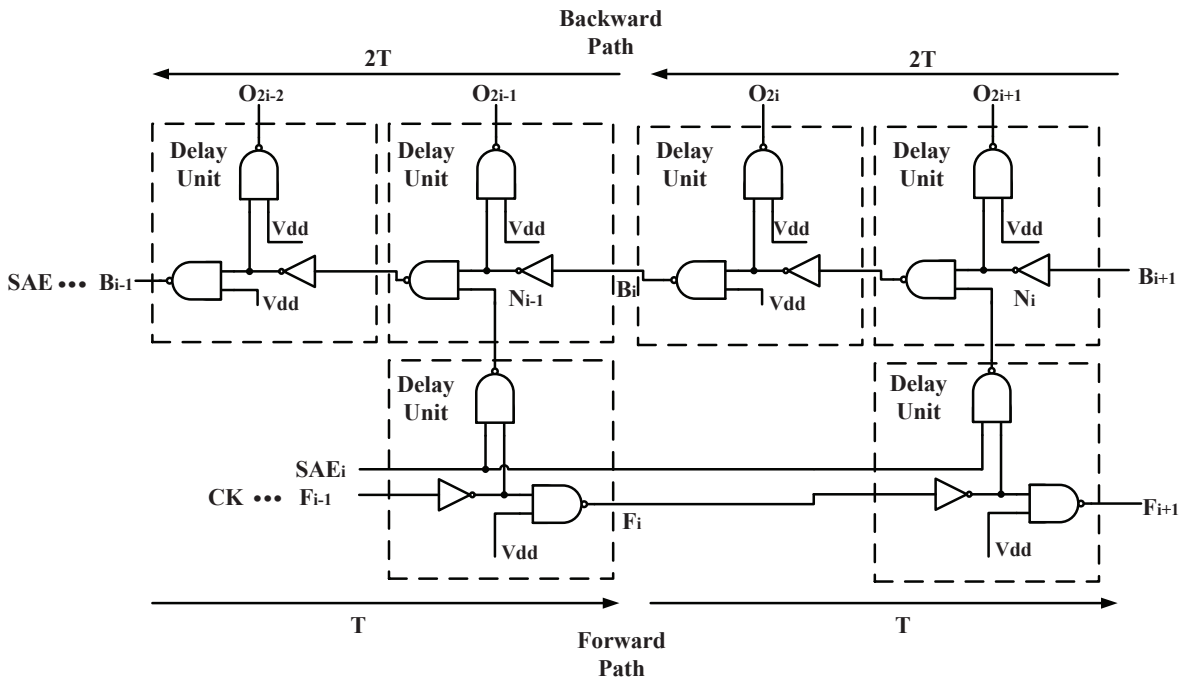 Backward
Path
2T
2T
O2i-2
O2i-1
O2i
O2i+1
Delay
Unit
Delay
Unit
Delay
Unit
Delay
Unit
Vdd
Vdd
Vdd
Vdd
SAE ••• Bi-1
Vdd
Ni-1
Bi
Vdd
Ni
Bi+1
Delay
Unit
Delay
Unit
SAEi
CK ••• Fi-1
Fi
Fi+1
Vdd
Vdd
T
T
Forward
Path